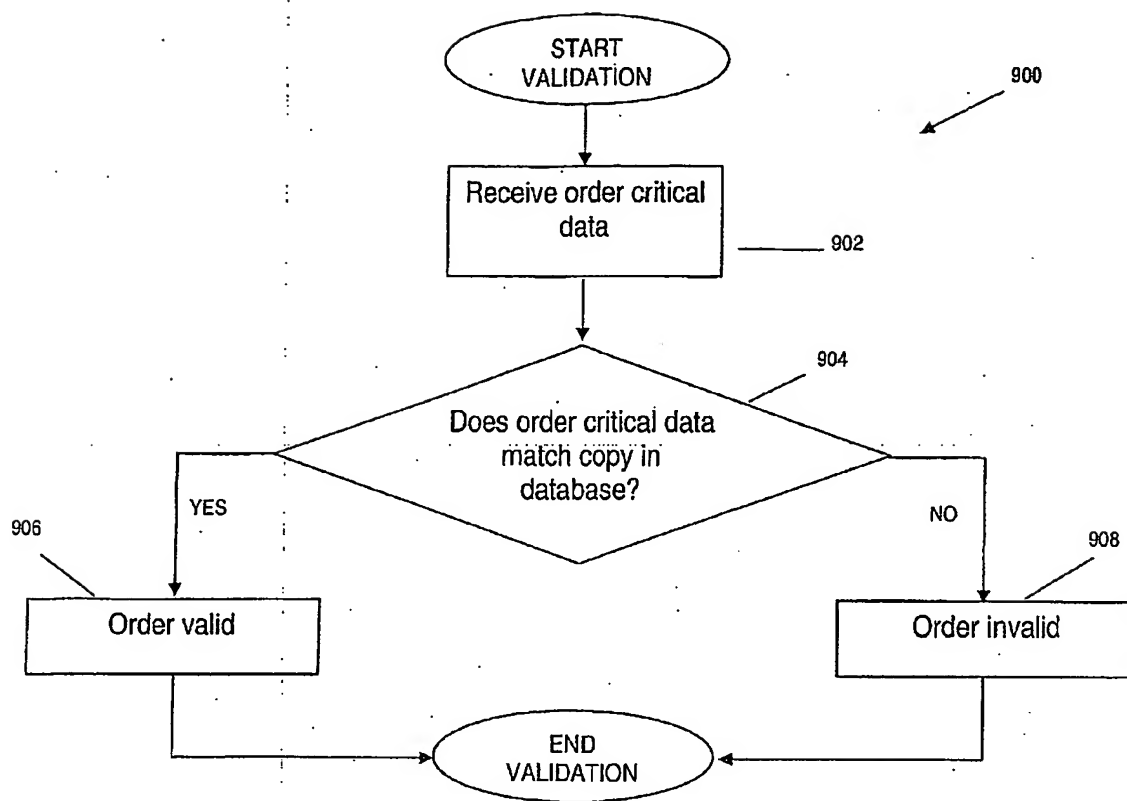 START
VALIDATION
900
Receive order critical
data
902
904
Does order critical data
match copy in
database?
YES
NO
906
908
Order valid
Order invalid
END
VALIDATION